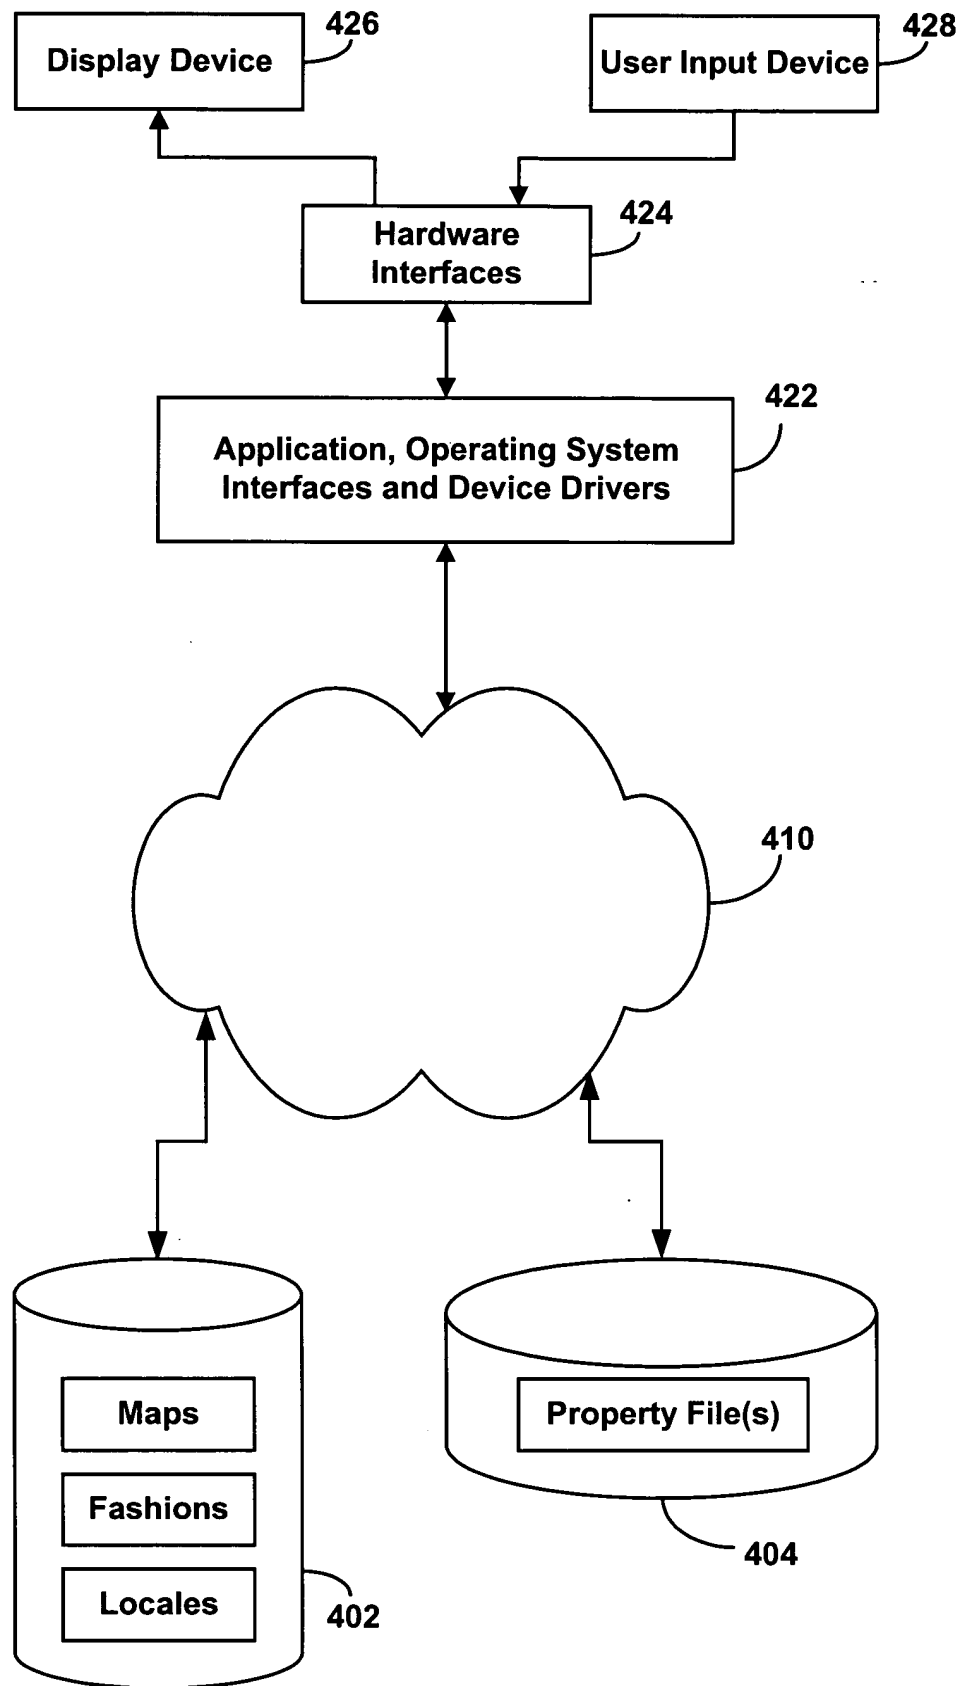 426
428
Display Device
User Input Device
424
Hardware
Interfaces
422
Application, Operating System
Interfaces and Device Drivers
410
Maps
Property File(s)
Fashions
404
Locales
402